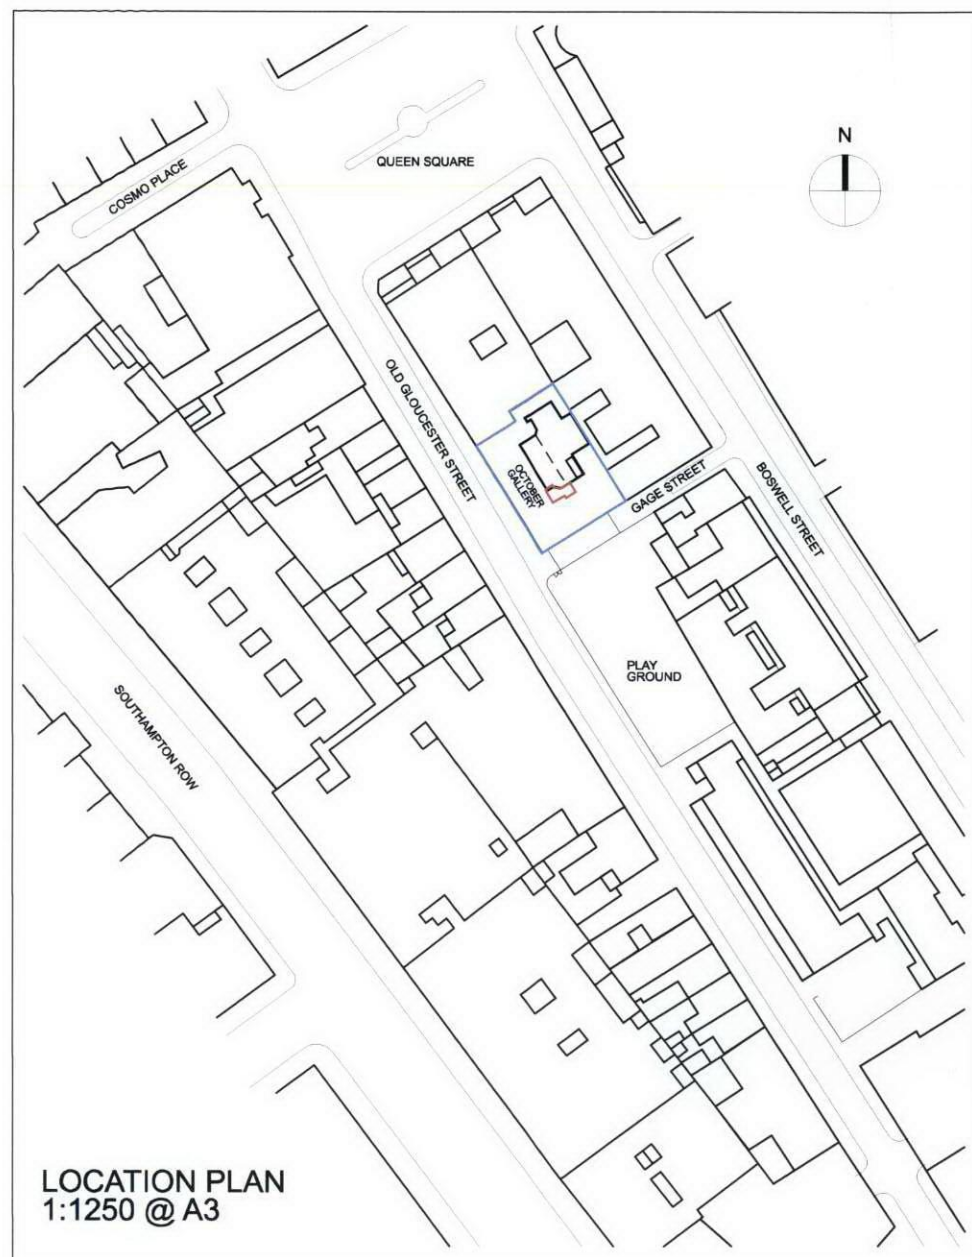 N
QUEEN SQUARE
COSMO PLACE
OLD GLOUCESTER STREET
OCTOBER
GALLERY
GAGE STREET
BOSWELL STREET
PLAY
GROUND
SOUTHAMPTON ROW
LOCATION PLAN
1:1250 @ A3